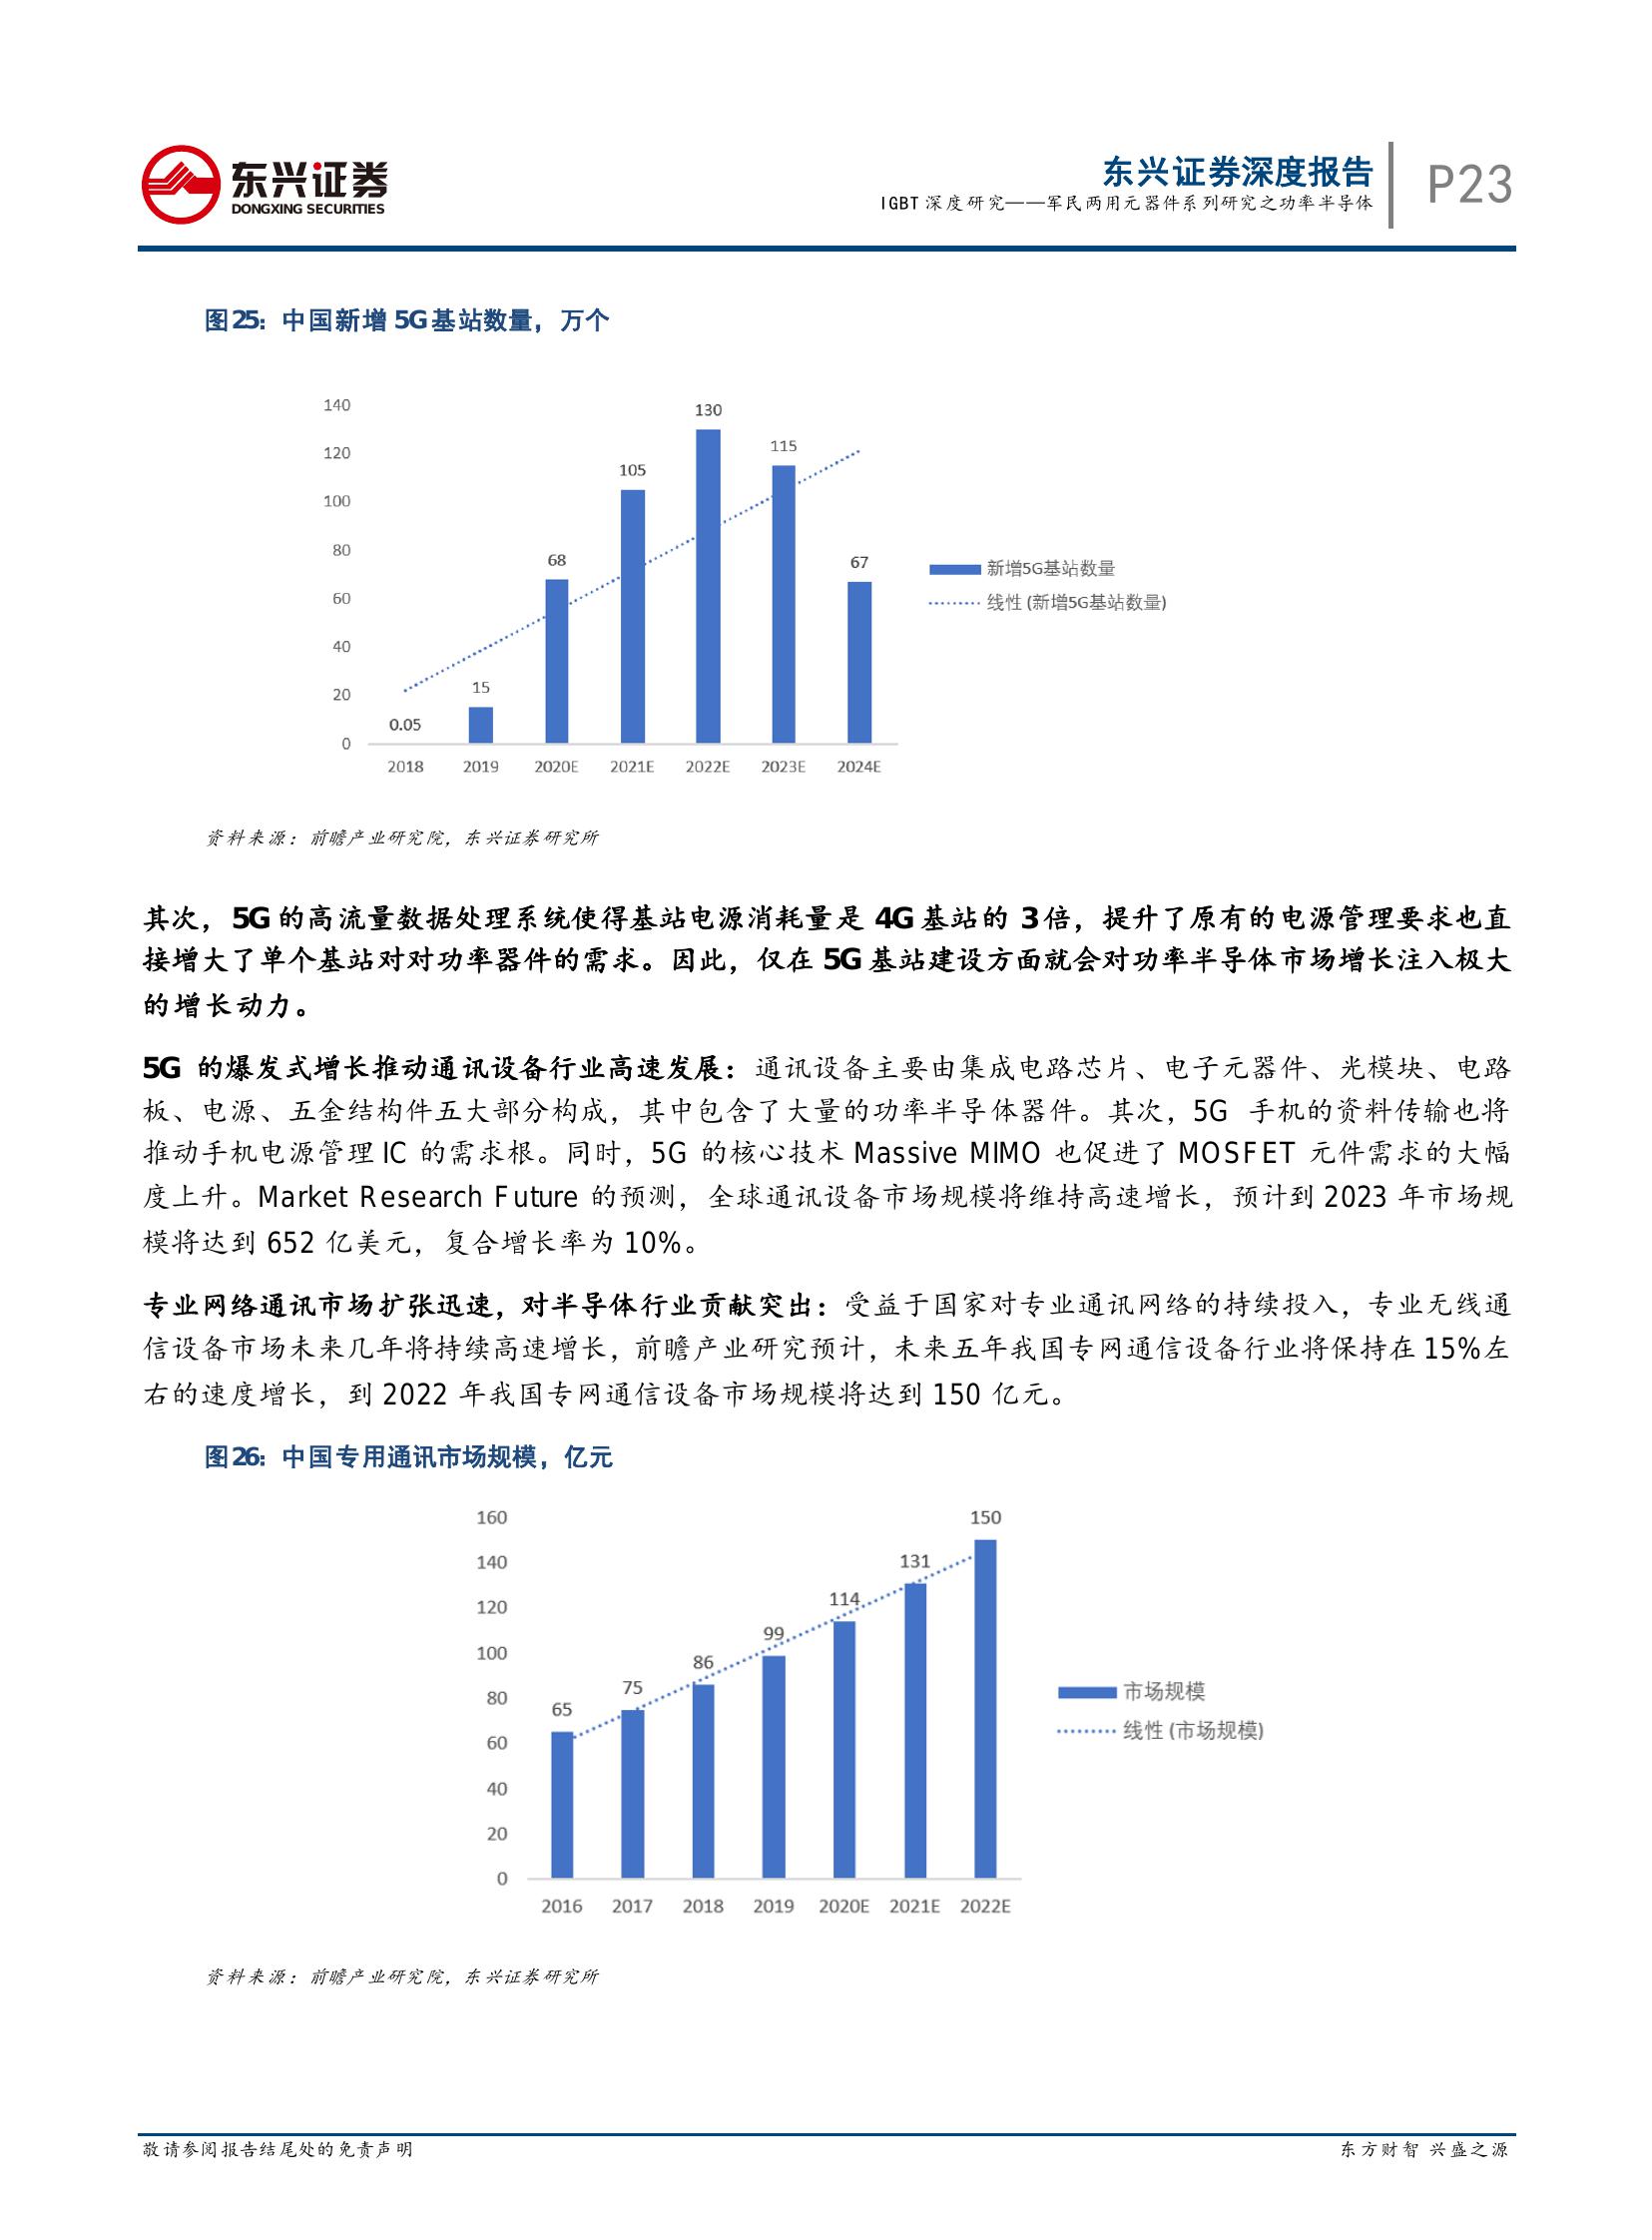 东兴证券
DONGXING SECURITIES
东兴证券深度报告
IGBT 深度研究——军民两用元器件系列研究之功率半导体
P23
图25：中国新增 5G基站数量，万个
140
120
100
80
60
40
20
0
0.05
15
68
105
130
115
67
2018 2019 2020E 2021E 2022E 2023E 2024E
新增5G基站数量
线性 (新增5G基站数量)
资料来源：前瞻产业研究院，东兴证券研究所
其次，5G 的高流量数据处理系统使得基站电源消耗量是 4G 基站的 3 倍，提升了原有的电源管理要求也直
接增大了单个基站对对功率器件的需求。因此，仅在 5G 基站建设方面就会对功率半导体市场增长注入极大
的增长动力。
5G 的爆发式增长推动通讯设备行业高速发展：通讯设备主要由集成电路芯片、电子元器件、光模块、电路
板、电源、五金结构件五大部分构成，其中包含了大量的功率半导体器件。其次，5G 手机的资料传输也将
推动手机电源管理 IC 的需求根。同时，5G 的核心技术 Massive MIMO 也促进了 MOSFET 元件需求的大幅
度上升。Market Research Future 的预测，全球通讯设备市场规模将维持高速增长，预计到 2023 年市场规
模将达到 652 亿美元，复合增长率为 10%。
专业网络通讯市场扩张迅速，对半导体行业贡献突出：受益于国家对专业通讯网络的持续投入，专业无线通
信设备市场未来几年将持续高速增长，前瞻产业研究预计，未来五年我国专网通信设备行业将保持在 15%左
右的速度增长，到 2022 年我国专网通信设备市场规模将达到 150 亿元。
图26：中国专用通讯市场规模，亿元
160
140
120
100
80
60
40
20
0
65
75
86
99
114
131
150
2016 2017 2018 2019 2020E 2021E 2022E
市场规模
线性 (市场规模)
资料来源：前瞻产业研究院，东兴证券研究所
敬请参阅报告结尾处的免责声明
东方财智 兴盛之源